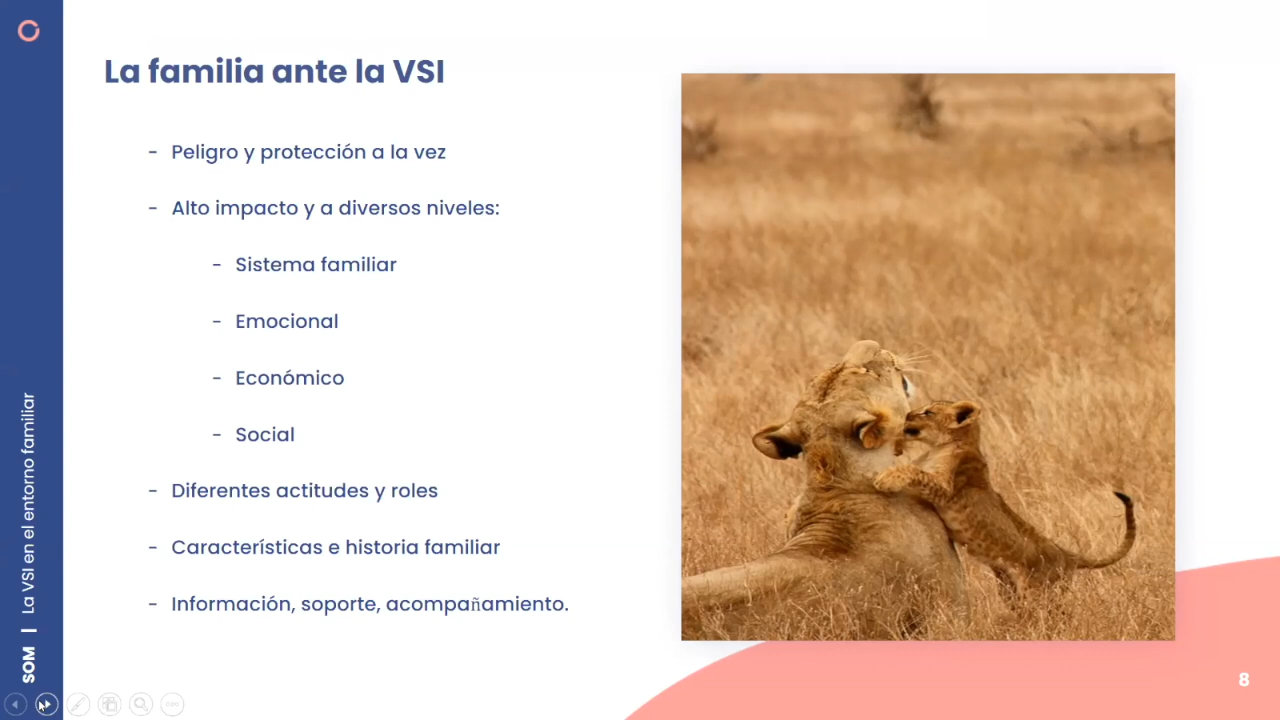 La familia ante la VSI
- Peligro y protección a la vez
- Alto impacto y a diversos niveles:
- Sistema familiar
- Emocional
- Económico
- Social
- Diferentes actitudes y roles
- Características e historia familiar
- Información, soporte, acompañamiento.
SOM | La VSI en el entorno familiar
8